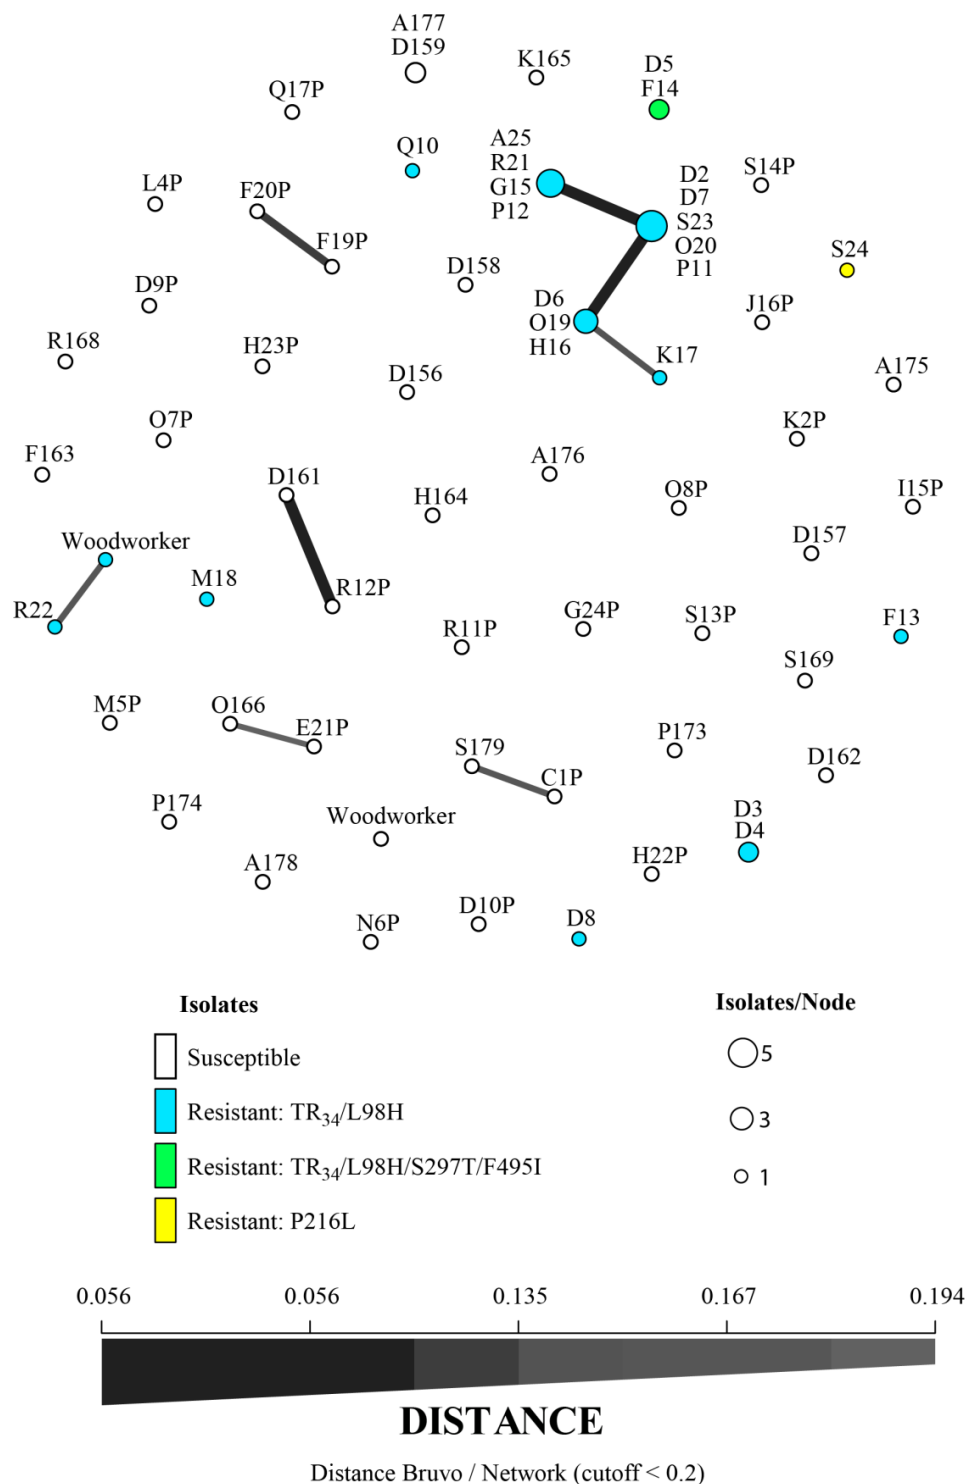 A177
D159
K165
D5
F14
Q17P
Q10
A25
R21
G15
P12
D2
D7
S23
O20
P11
S14P
L4P
F20P
F19P
D158
S24
D9P
D6
O19
H16
J16P
R168
H23P
D156
K17
A175
O7P
K2P
F163
D161
A176
H164
O8P
I15P
Woodworker
D157
M18
R12P
R22
G24P
S13P
F13
R11P
S169
M5P
O166
E21P
S179
P173
C1P
D162
P174
Woodworker
D3
D4
A178
H22P
N6P
D10P
D8
Isolates
Susceptible
Resistant: TR34/L98H
Resistant: TR34/L98H/S297T/F495I
Resistant: P216L
Isolates/Node
5
3
1
0.056 0.056 0.135 0.167 0.194
DISTANCE
Distance Bruvo / Network (cutoff < 0.2)